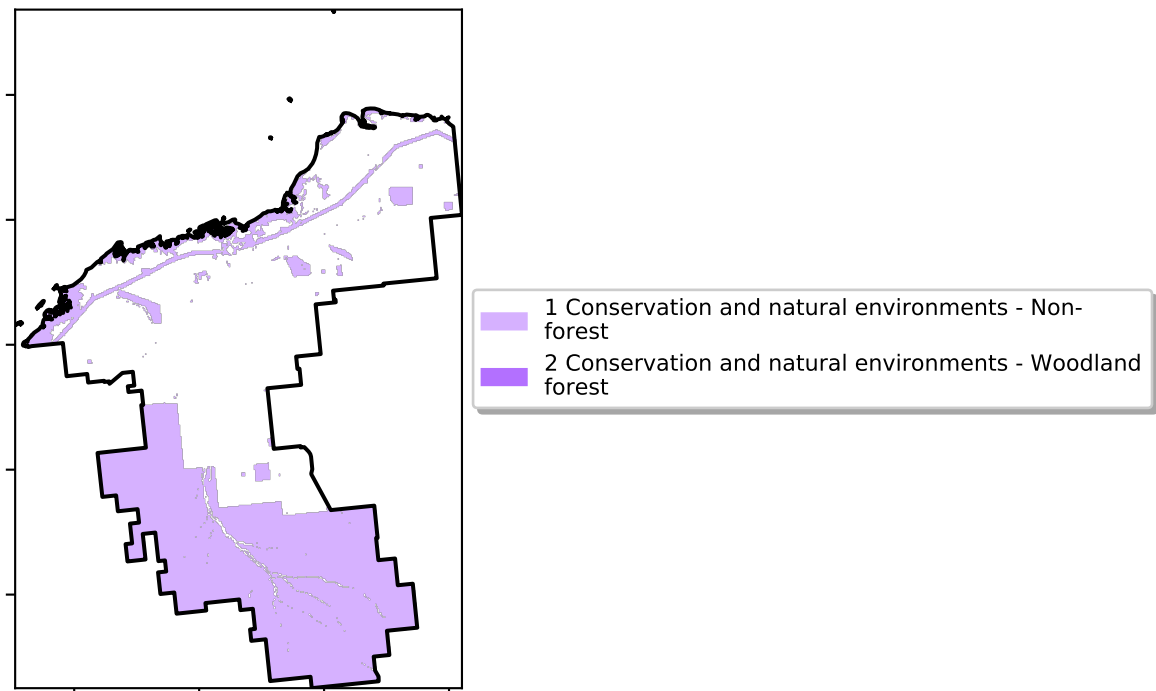 1 Conservation and natural environments - Non-
forest
2 Conservation and natural environments - Woodland
forest